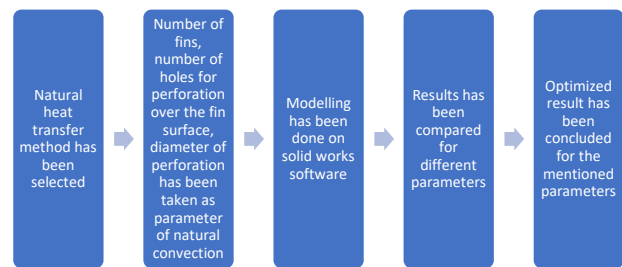 Natural
heat
transfer
method has
been
selected
Number of
fins,
number of
holes for
perforation
over the fin
surface,
diameter of
perforation
has been
taken as
parameter
of natural
convection
Modelling
has been
done on
solid works
software
Results has
been
compared
for
different
parameters
Optimized
result has
been
concluded
for the
mentioned
parameters